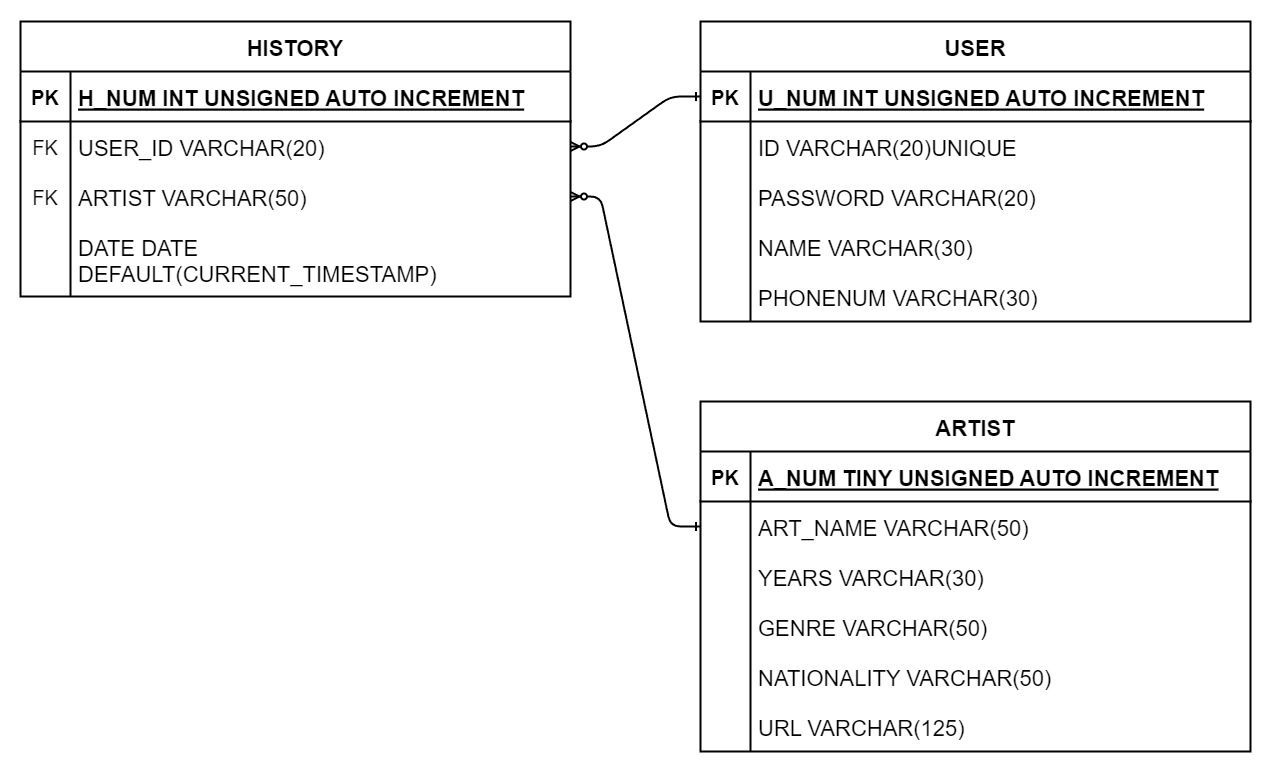 HISTORY
PK H_NUM INT UNSIGNED AUTO INCREMENT
FK USER_ID VARCHAR(20)
FK ARTIST VARCHAR(50)
DATE DATE
DEFAULT(CURRENT_TIMESTAMP)
USER
PK U_NUM INT UNSIGNED AUTO INCREMENT
ID VARCHAR(20)UNIQUE
PASSWORD VARCHAR(20)
NAME VARCHAR(30)
PHONENUM VARCHAR(30)
ARTIST
PK A_NUM TINY UNSIGNED AUTO INCREMENT
ART_NAME VARCHAR(50)
YEARS VARCHAR(30)
GENRE VARCHAR(50)
NATIONALITY VARCHAR(50)
URL VARCHAR(125)